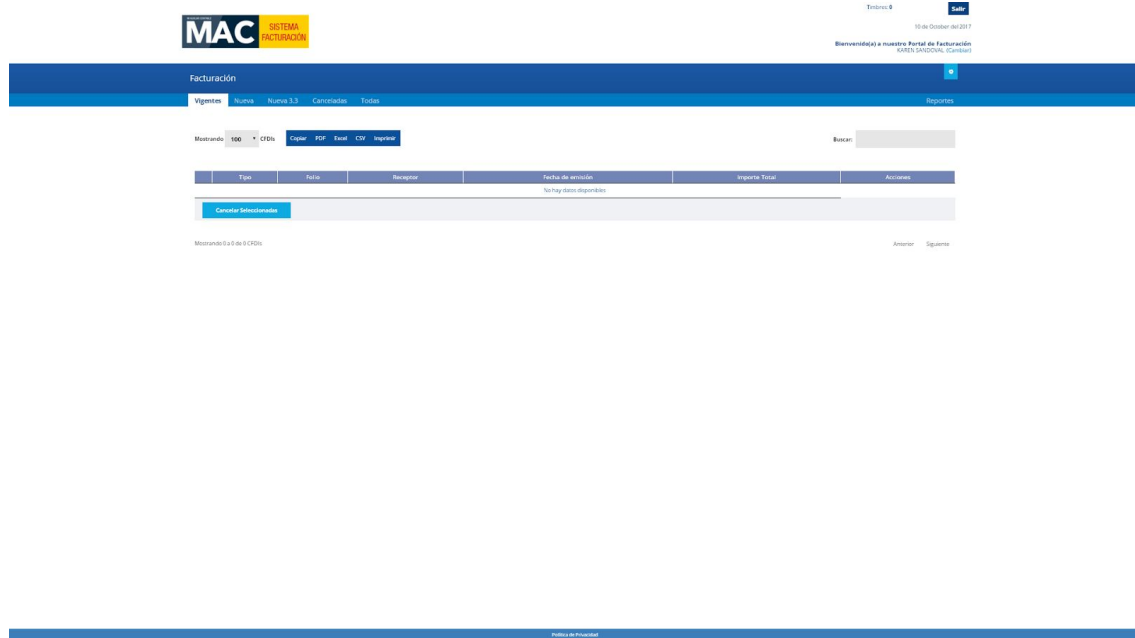 Timbres: 0
Salir
MAC SISTEMA FACTURACIÓN
10 de October del 2017
Bienvenido(a) a nuestro Portal de Facturación
KAREN SANDOVAL (Cambiar)
Facturación
Vigentes Nueva Nueva 3.3 Canceladas Todas Reportes
Mostrando 100 CFDIs Copiar PDF Excel CSV Imprimir Buscar:
Tipo Folio Receptor Fecha de emisión Importe Total Acciones
No hay datos disponibles
Cancelar Seleccionadas
Mostrando 0 a 0 de 0 CFDIs Anterior Siguiente
Política de Privacidad